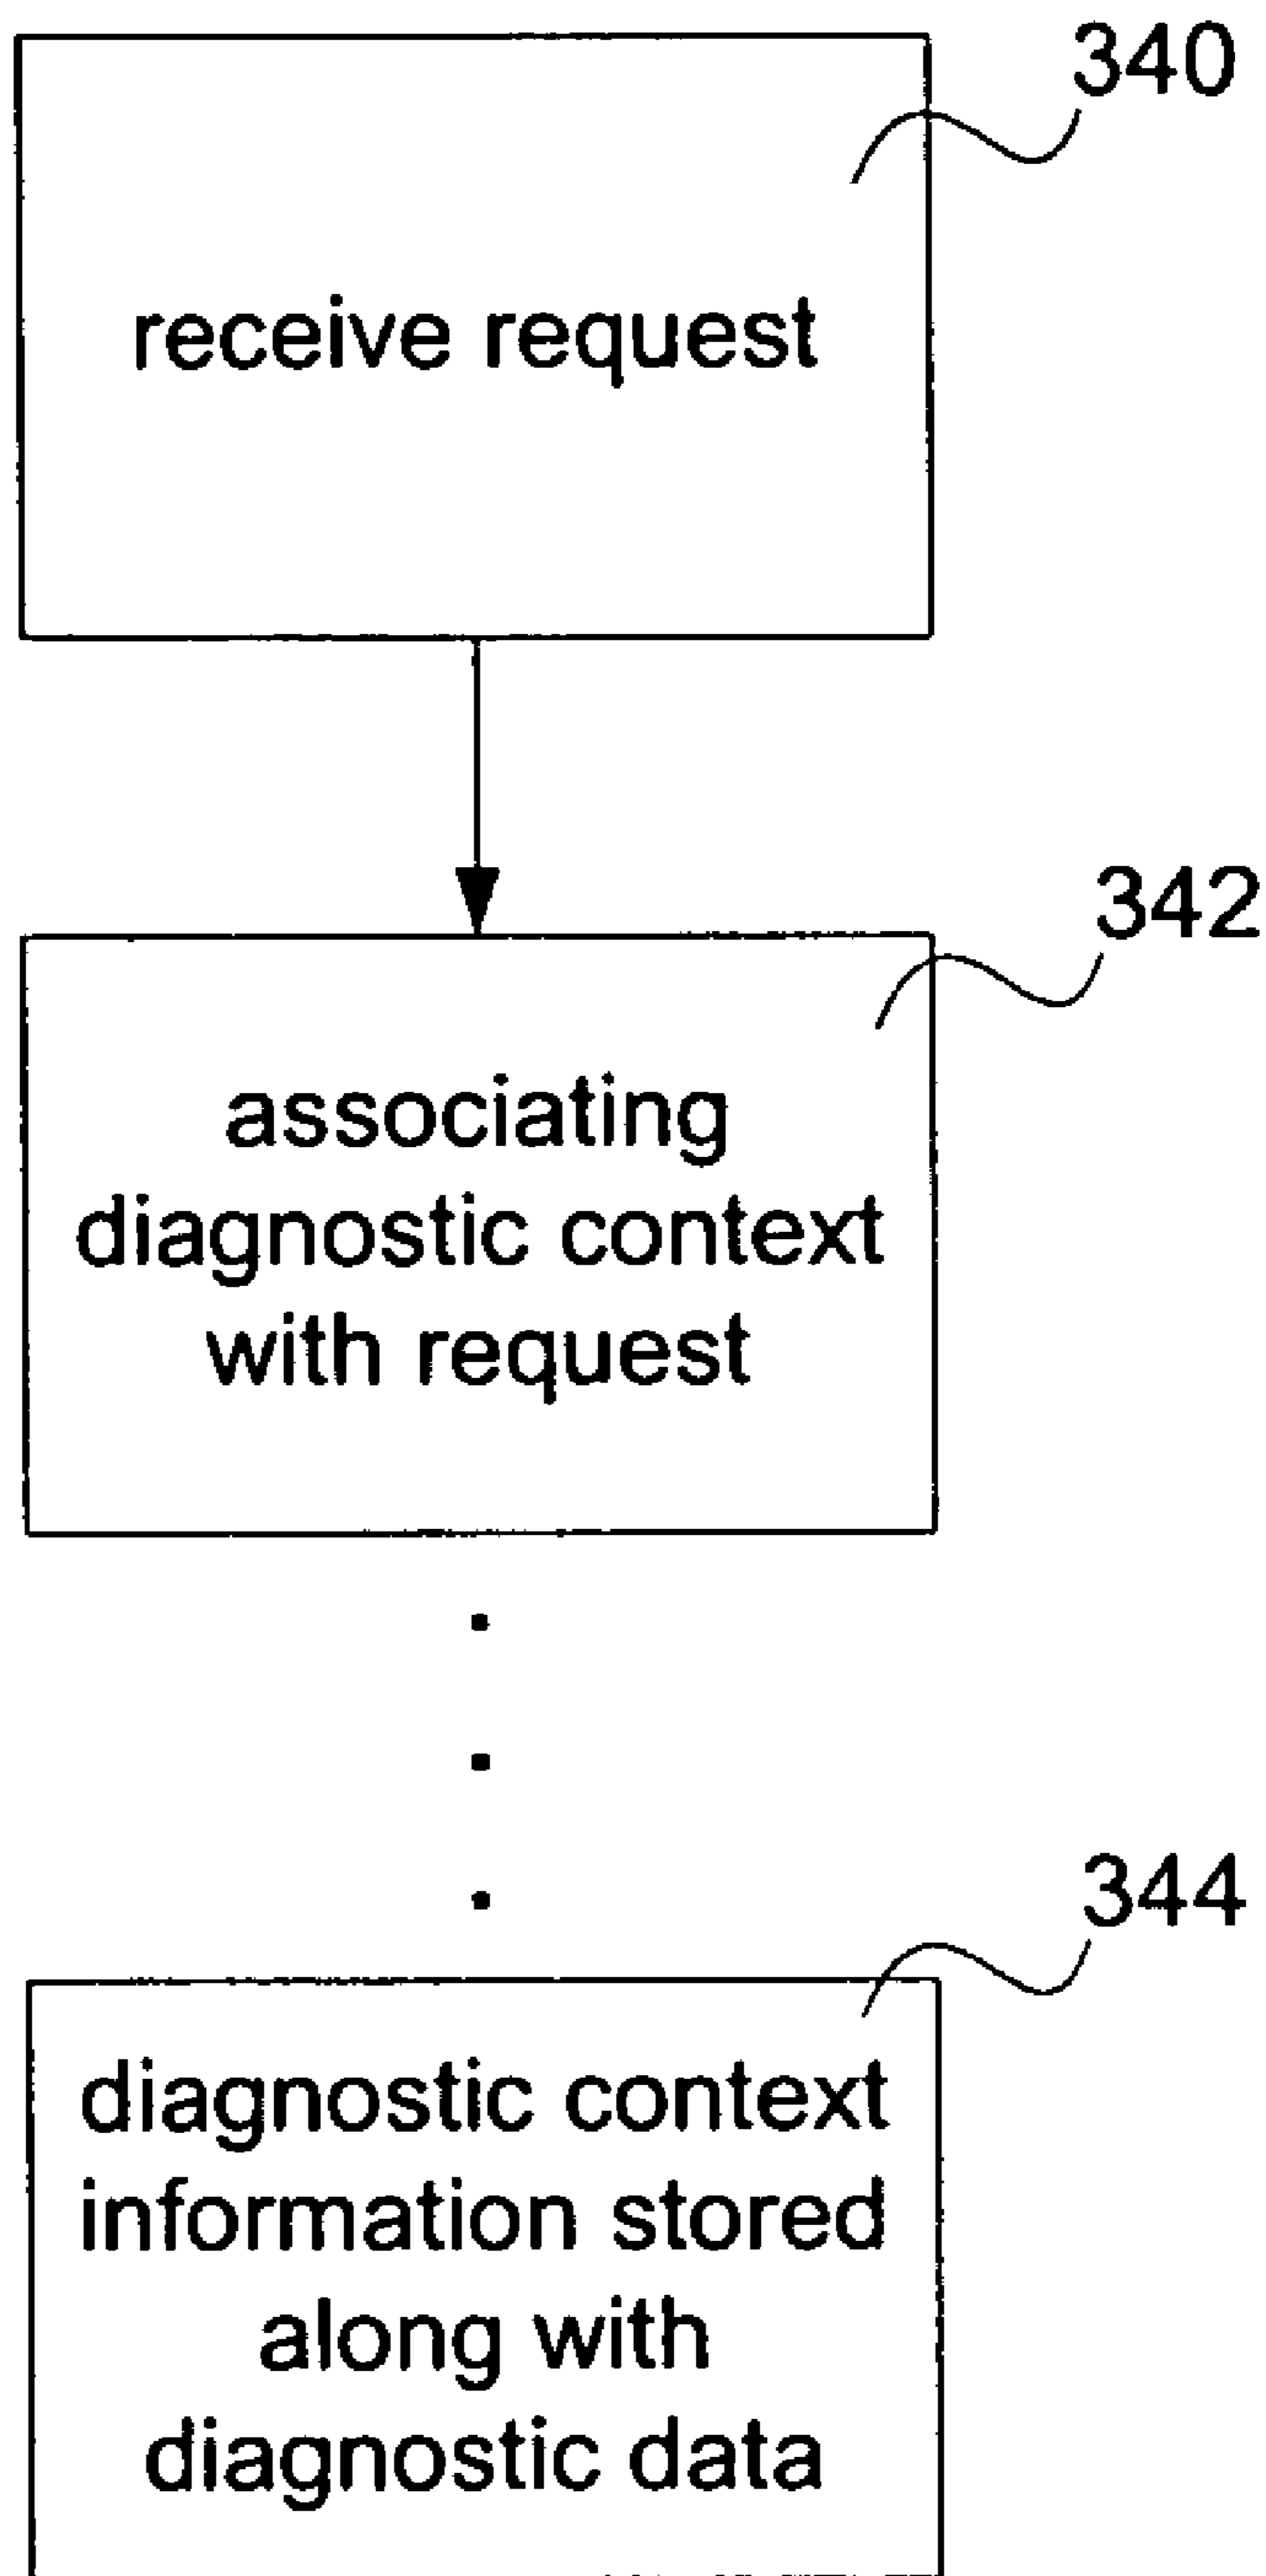 340
receive request
342
associating
diagnostic context
with request
344
diagnostic context
information stored
along with
diagnostic data